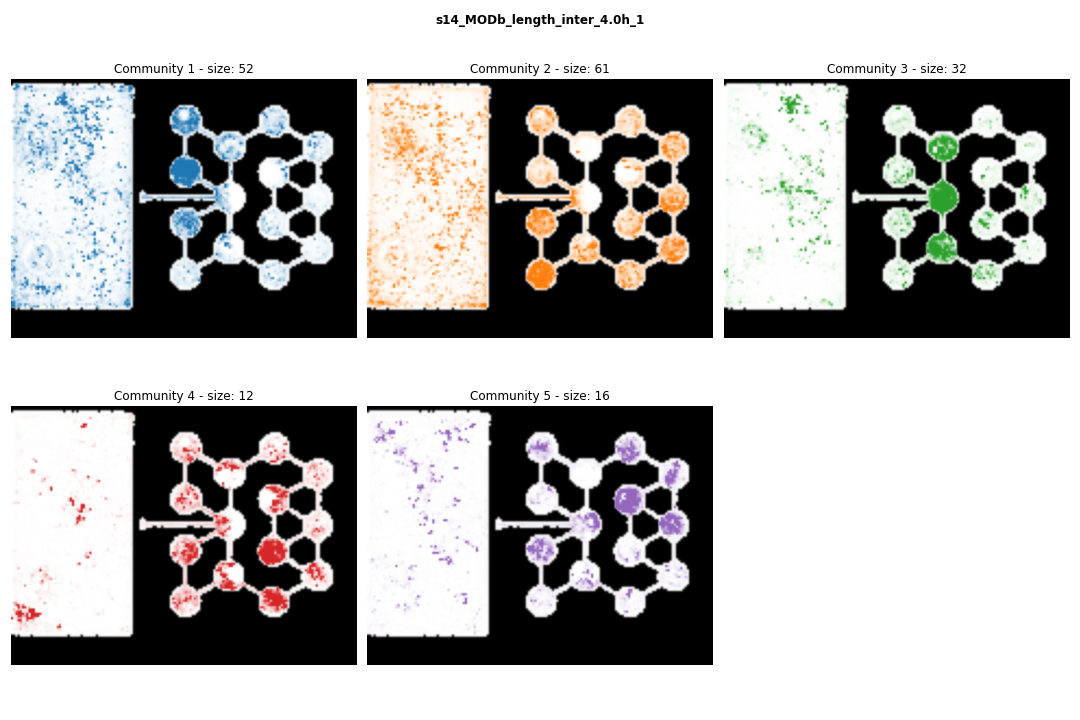 s14_MODb_length_inter_4.0h_1
Community 1 - size: 52
Community 2 - size: 61
Community 3 - size: 32
Community 4 - size: 12
Community 5 - size: 16